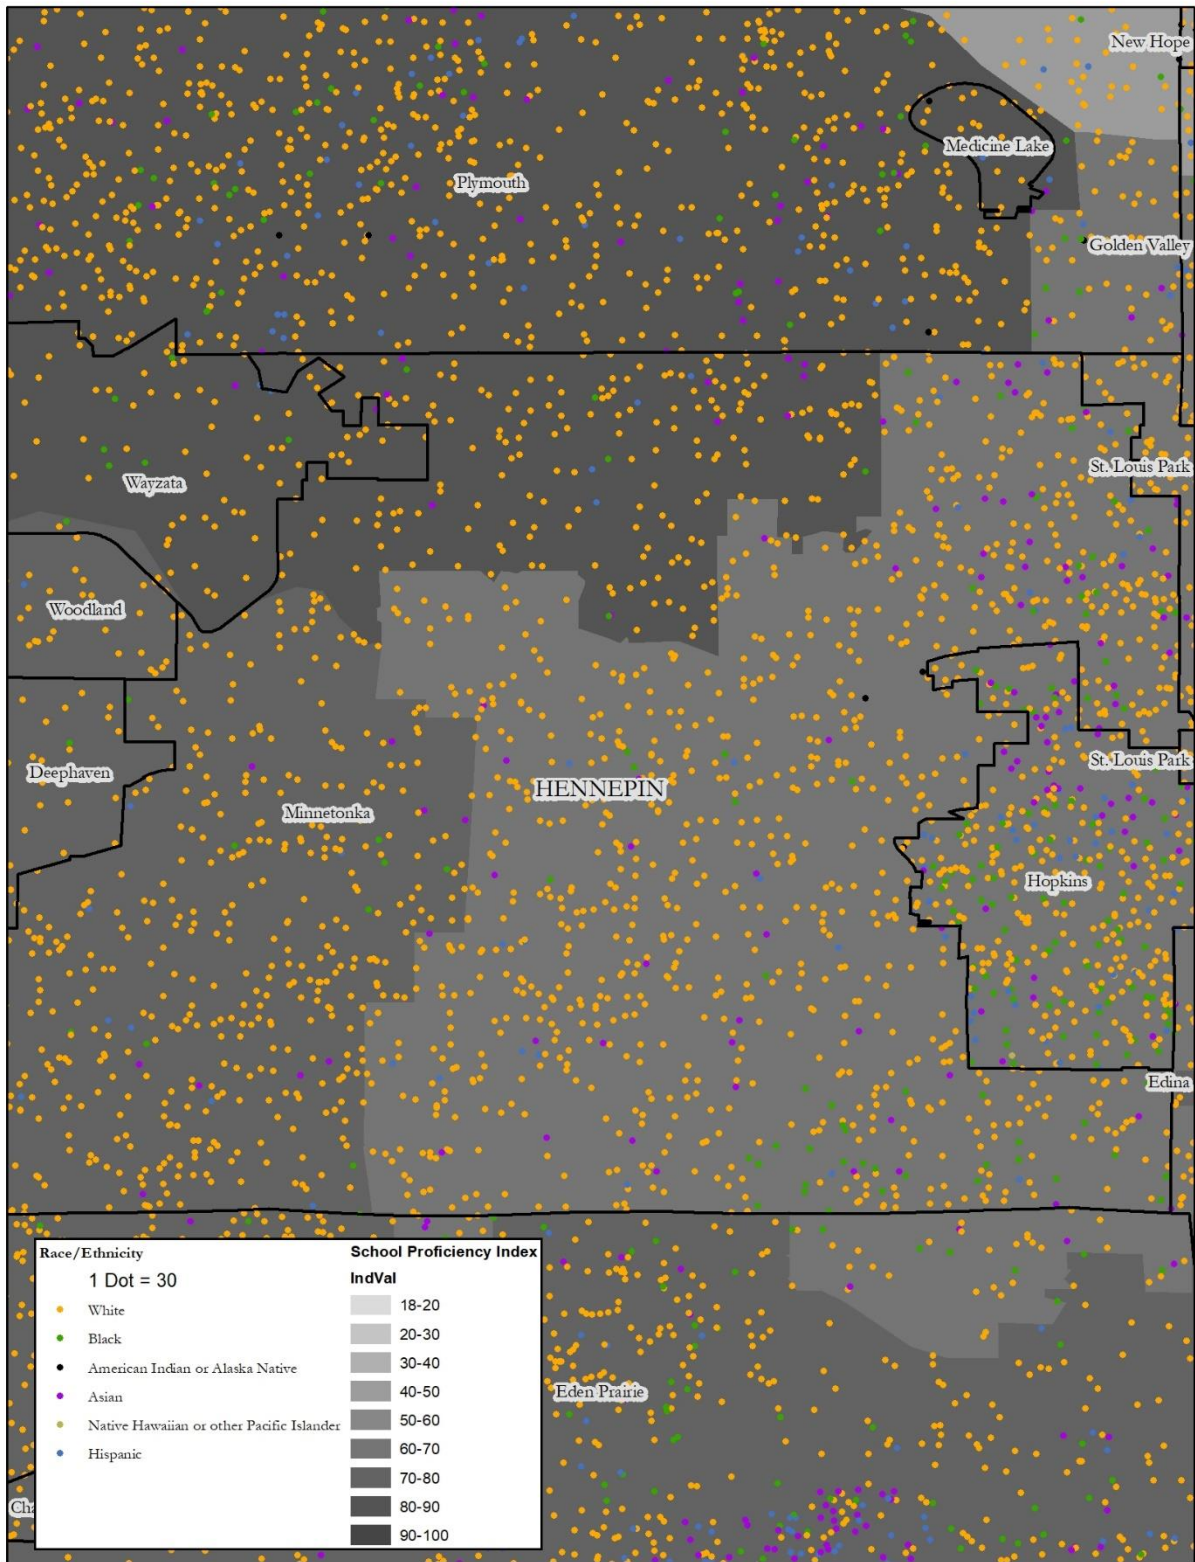 New Hope
Medicine Lake
Plymouth
Golden Valley
St. Louis Park
Wayzata
Woodland
St. Louis Park
Deephaven
HENNEPIN
Minnetonka
Hopkins
Edina
Eden Prairie
Cha
Race/Ethnicity
1 Dot = 30
White
Black
American Indian or Alaska Native
Asian
Native Hawaiian or other Pacific Islander
Hispanic
School Proficiency Index
IndVal
18-20
20-30
30-40
40-50
50-60
60-70
70-80
80-90
90-100